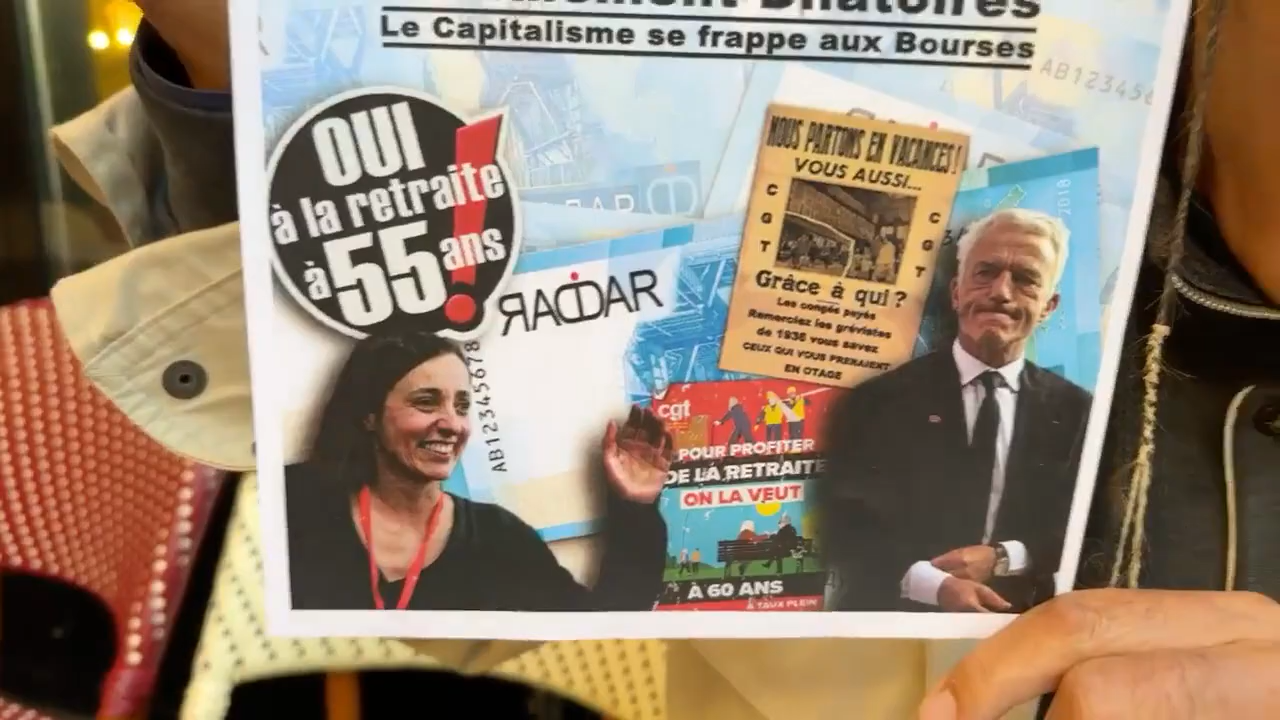 Le Capitalisme se frappe aux Bourses
AB123456
OUI
à la retraite
à 55 ans !
RADAR
AB12345678
NOUS PARTONS EN VACANCES !
VOUS AUSSI...
CGT
CGT
Grâce à qui ?
Les congés payés
Remerciez les grévistes
de 1936 vous savez
CEUX QUI VOUS PRENAIENT
EN OTAGE
2018
cgt
POUR PROFITER
DE LA RETRAITE
ON LA VEUT
À 60 ANS
À TAUX PLEIN